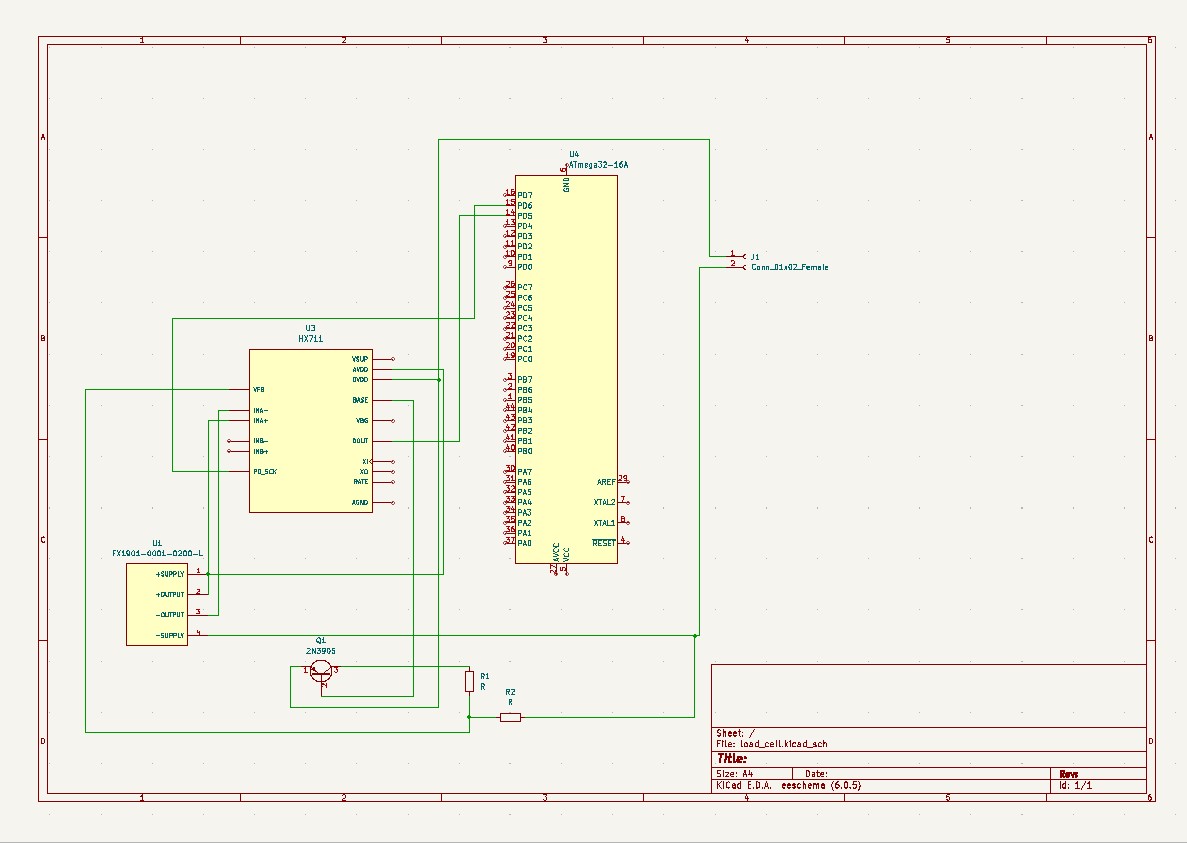 1 2 3 4 5 6
A A
U4
ATmega32-16A
6
GND
16 PD7
15 PD6
14 PD5
13 PD4
12 PD3
11 PD2
10 PD1
9 PD0
1 J1
2 Conn_01x02_Female
26 PC7
25 PC6
24 PC5
23 PC4
22 PC3
21 PC2
20 PC1
19 PC0
B B
U3
HX711
VSUP
AVDD
DVDD
VFB
BASE
INA-
INA+
VBG
INB-
DOUT
INB+
XI
PD_SCK
XO
RATE
AGND
3 PB7
2 PB6
1 PB5
44 PB4
43 PB3
42 PB2
41 PB1
40 PB0
30 PA7
31 PA6
32 PA5
33 PA4
34 PA3
35 PA2
36 PA1
37 PA0
AREF 29
XTAL2 7
XTAL1 8
RESET 4
AVCC VCC
27 5
C C
U1
FX1901-0001-0200-L
+SUPPLY 1
+OUTPUT 2
-OUTPUT 3
-SUPPLY 4
Q1
2N3905
1 3
2
R1
R
R2
R
D D
Sheet: /
File: load_cell.kicad_sch
Title:
Size: A4 Date: Rev:
KiCad E.D.A. eeschema (6.0.5) Id: 1/1
1 2 3 4 5 6